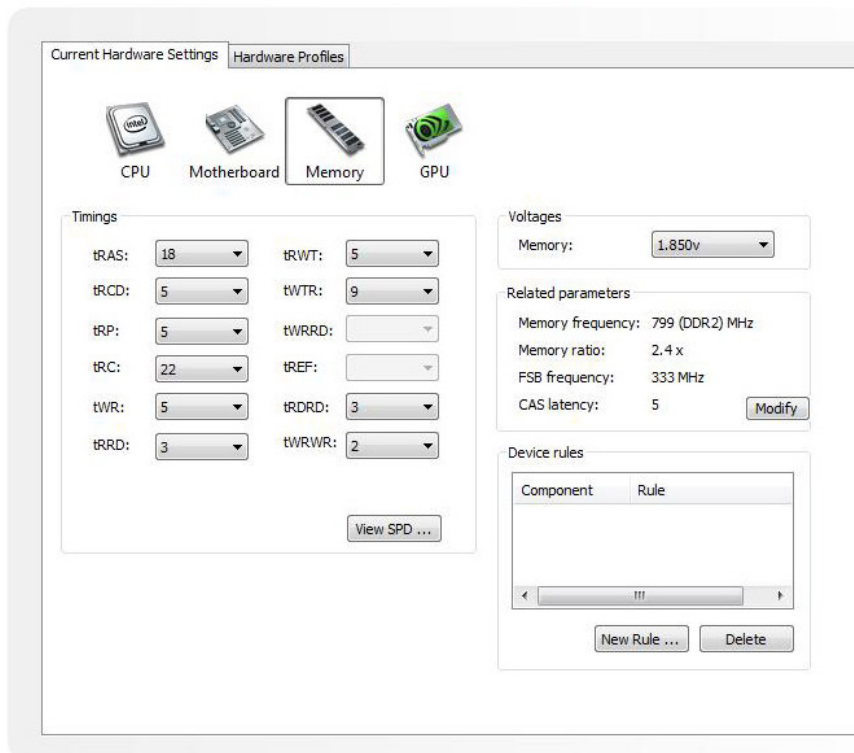 Current Hardware Settings Hardware Profiles
intel
CPU Motherboard Memory GPU
Timings
tRAS: 18 tRWT: 5
tRCD: 5 tWTR: 9
tRP: 5 tWRRD:
tRC: 22 tREF:
tWR: 5 tRDRD: 3
tRRD: 3 tWRWR: 2
View SPD ...
Voltages
Memory: 1.850v
Related parameters
Memory frequency: 799 (DDR2) MHz
Memory ratio: 2.4 x
FSB frequency: 333 MHz
CAS latency: 5 Modify
Device rules
Component Rule
New Rule ... Delete